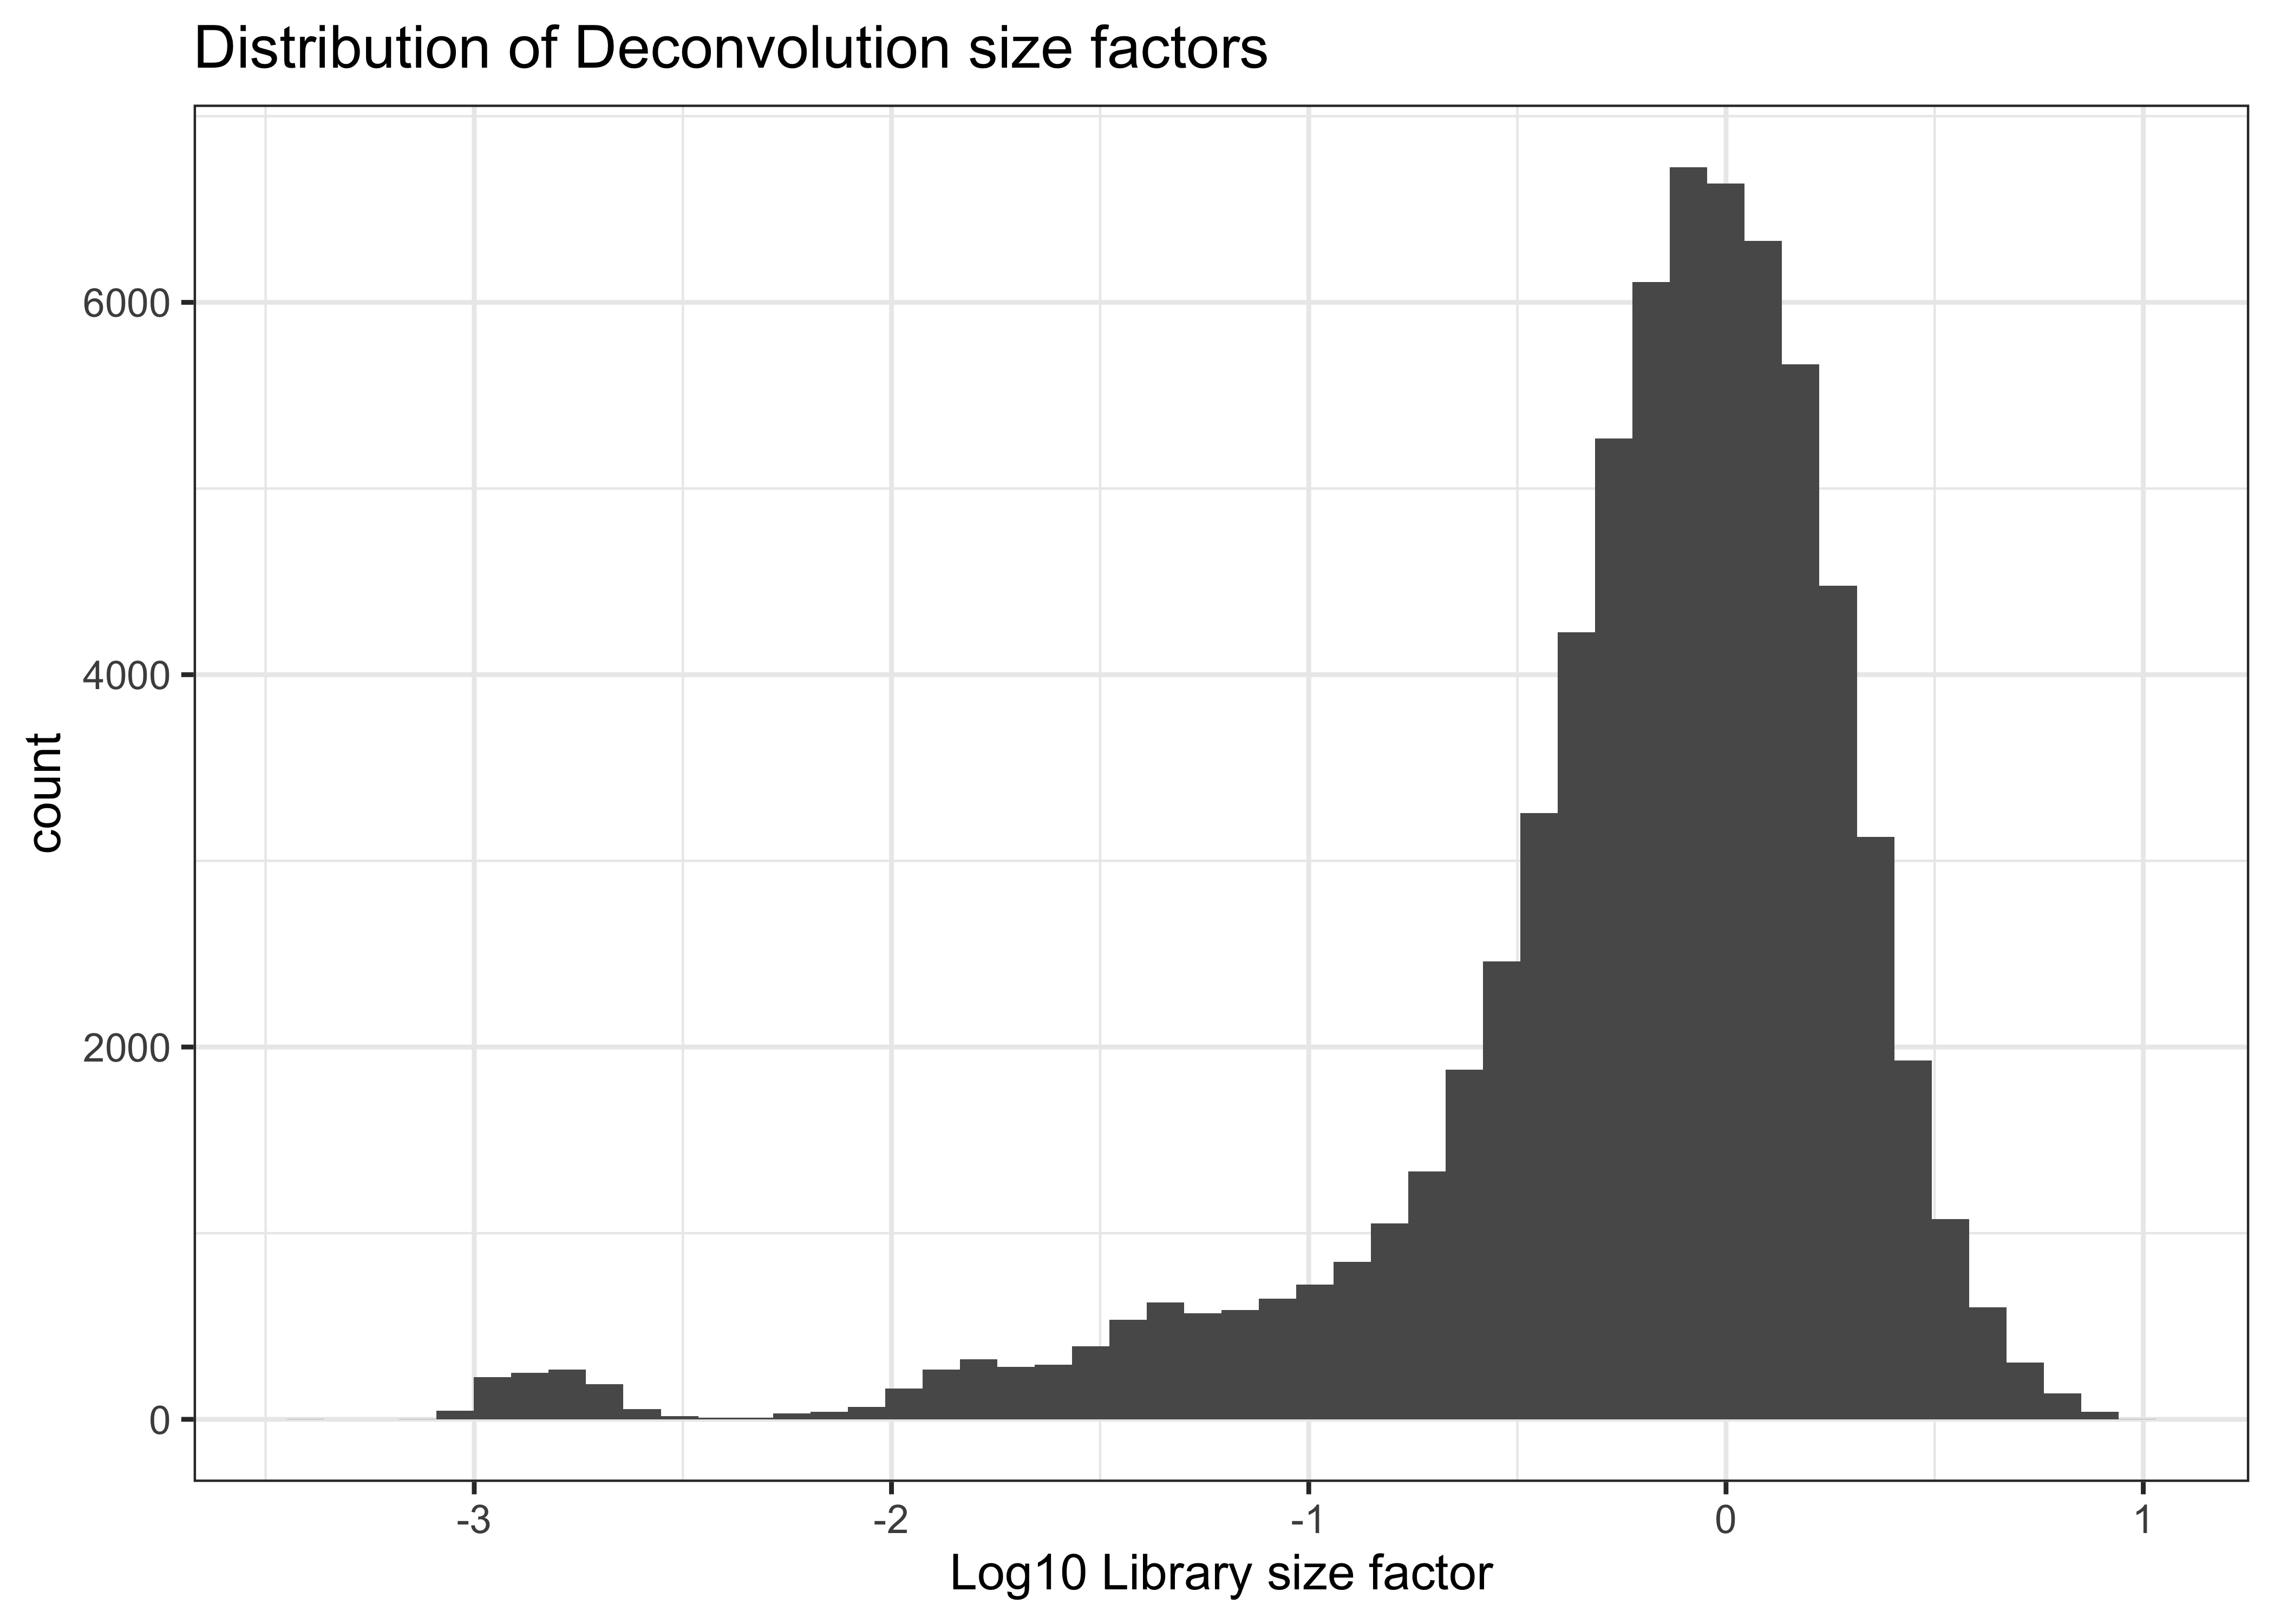 Distribution of Deconvolution size factors
count
6000
4000
2000
0
-3 -2 -1 0 1
Log10 Library size factor